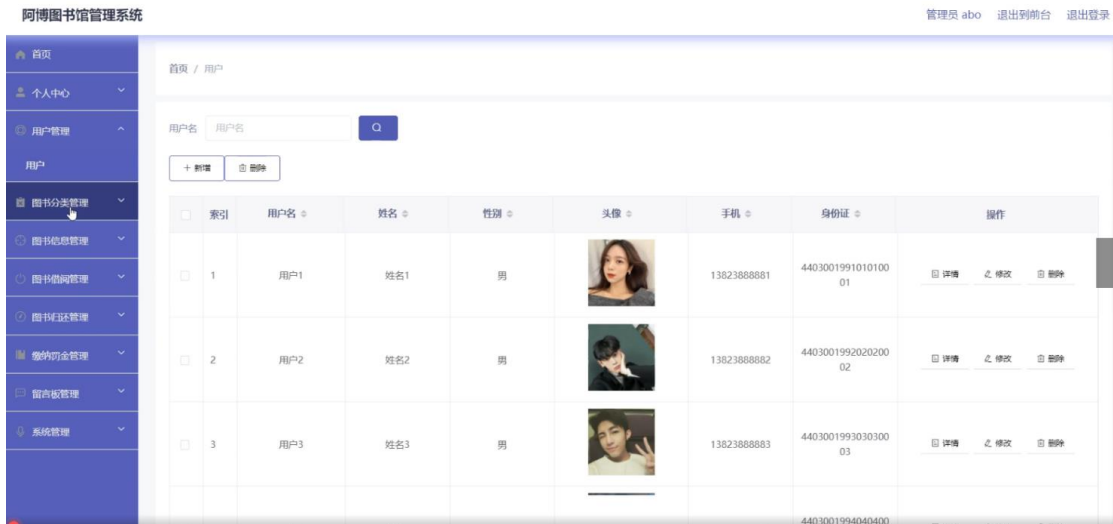 阿博图书馆管理系统
管理员 abo 退出到前台 退出登录
首页
个人中心
用户管理
用户
图书分类管理
图书信息管理
图书借阅管理
图书归还管理
缴纳罚金管理
留言板管理
系统管理
首页 / 用户
用户名 用户名
+ 新增 删除
索引 用户名 姓名 性别 头像 手机 身份证 操作
1 用户1 姓名1 男 13823888881 4403001991010100
01 详情 修改 删除
2 用户2 姓名2 男 13823888882 4403001992020200
02 详情 修改 删除
3 用户3 姓名3 男 13823888883 4403001993030300
03 详情 修改 删除
4403001994040400